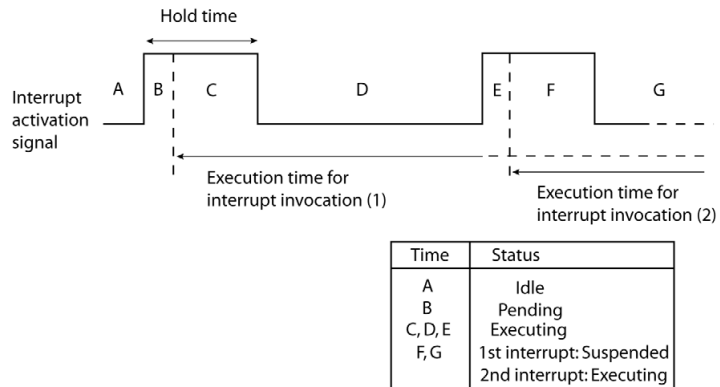 Hold time
A
B
C
D
E
F
G
Interrupt
activation
signal
Execution time for
interrupt invocation (1)
Execution time for
interrupt invocation (2)
Time Status
A Idle
B Pending
C, D, E Executing
F, G 1st interrupt: Suspended
2nd interrupt: Executing